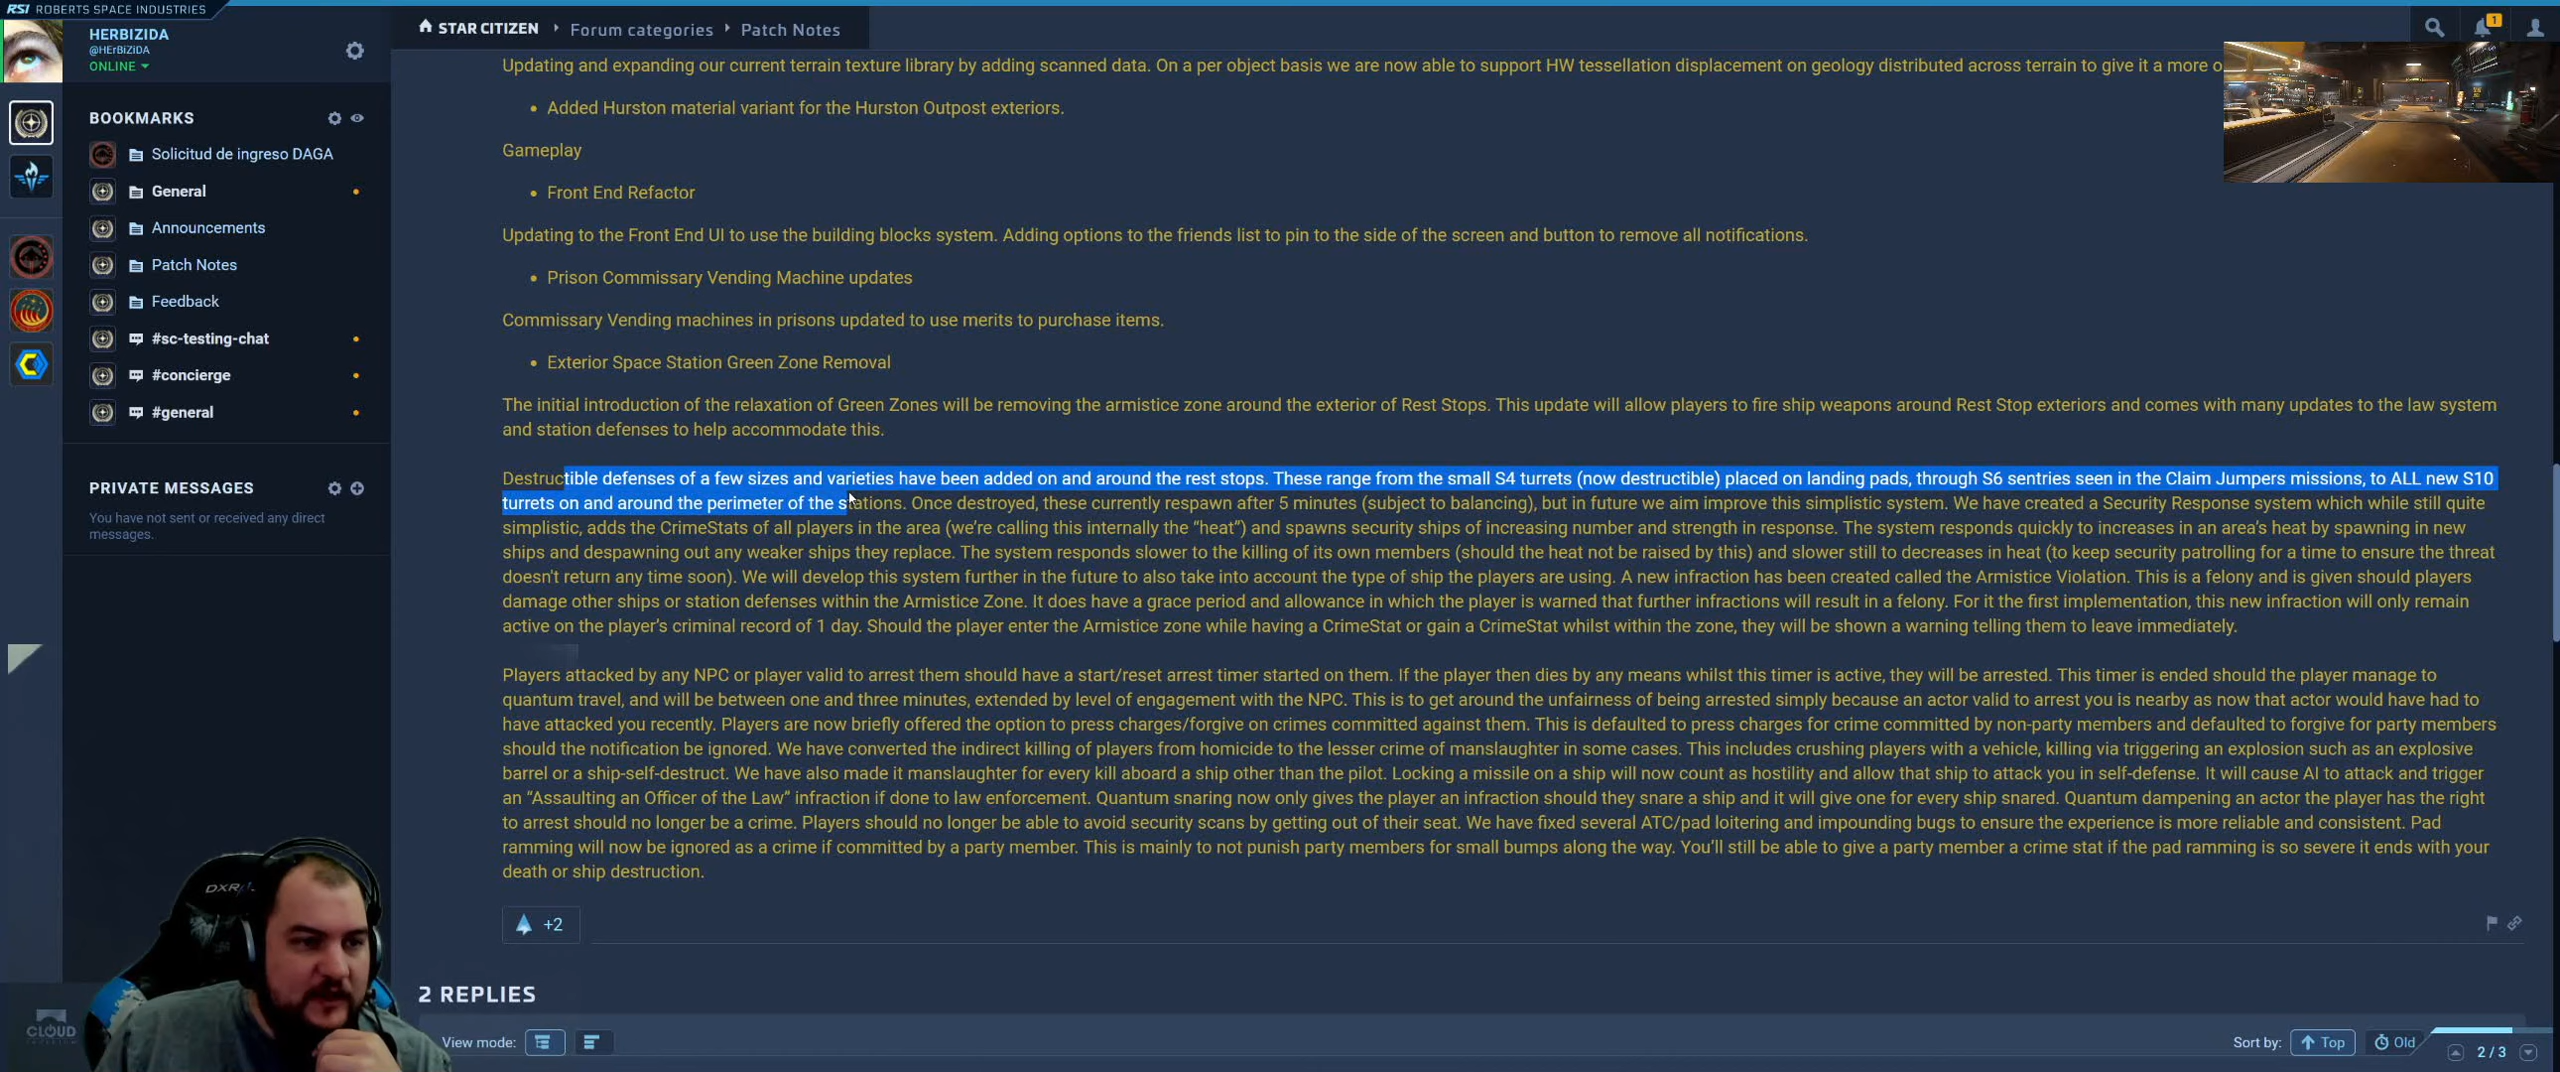 RSI ROBERTS SPACE INDUSTRIES
HERBIZIDA
@HErBiZiDA
ONLINE
STAR CITIZEN
Forum categories
Patch Notes
1
BOOKMARKS
Solicitud de ingreso DAGA
General
Announcements
Patch Notes
Feedback
#sc-testing-chat
#concierge
#general
PRIVATE MESSAGES
You have not sent or received any direct
messages.
Updating and expanding our current terrain texture library by adding scanned data. On a per object basis we are now able to support HW tessellation displacement on geology distributed across terrain to give it a more o
• Added Hurston material variant for the Hurston Outpost exteriors.
Gameplay
• Front End Refactor
Updating to the Front End UI to use the building blocks system. Adding options to the friends list to pin to the side of the screen and button to remove all notifications.
• Prison Commissary Vending Machine updates
Commissary Vending machines in prisons updated to use merits to purchase items.
• Exterior Space Station Green Zone Removal
The initial introduction of the relaxation of Green Zones will be removing the armistice zone around the exterior of Rest Stops. This update will allow players to fire ship weapons around Rest Stop exteriors and comes with many updates to the law system
and station defenses to help accommodate this.
Destructible defenses of a few sizes and varieties have been added on and around the rest stops. These range from the small S4 turrets (now destructible) placed on landing pads, through S6 sentries seen in the Claim Jumpers missions, to ALL new S10
turrets on and around the perimeter of the stations. Once destroyed, these currently respawn after 5 minutes (subject to balancing), but in future we aim improve this simplistic system. We have created a Security Response system which while still quite
simplistic, adds the CrimeStats of all players in the area (we're calling this internally the “heat”) and spawns security ships of increasing number and strength in response. The system responds quickly to increases in an area's heat by spawning in new
ships and despawning out any weaker ships they replace. The system responds slower to the killing of its own members (should the heat not be raised by this) and slower still to decreases in heat (to keep security patrolling for a time to ensure the threat
doesn't return any time soon). We will develop this system further in the future to also take into account the type of ship the players are using. A new infraction has been created called the Armistice Violation. This is a felony and is given should players
damage other ships or station defenses within the Armistice Zone. It does have a grace period and allowance in which the player is warned that further infractions will result in a felony. For it the first implementation, this new infraction will only remain
active on the player's criminal record of 1 day. Should the player enter the Armistice zone while having a CrimeStat or gain a CrimeStat whilst within the zone, they will be shown a warning telling them to leave immediately.
Players attacked by any NPC or player valid to arrest them should have a start/reset arrest timer started on them. If the player then dies by any means whilst this timer is active, they will be arrested. This timer is ended should the player manage to
quantum travel, and will be between one and three minutes, extended by level of engagement with the NPC. This is to get around the unfairness of being arrested simply because an actor valid to arrest you is nearby as now that actor would have had to
have attacked you recently. Players are now briefly offered the option to press charges/forgive on crimes committed against them. This is defaulted to press charges for crime committed by non-party members and defaulted to forgive for party members
should the notification be ignored. We have converted the indirect killing of players from homicide to the lesser crime of manslaughter in some cases. This includes crushing players with a vehicle, killing via triggering an explosion such as an explosive
barrel or a ship-self-destruct. We have also made it manslaughter for every kill aboard a ship other than the pilot. Locking a missile on a ship will now count as hostility and allow that ship to attack you in self-defense. It will cause AI to attack and trigger
an “Assaulting an Officer of the Law” infraction if done to law enforcement. Quantum snaring now only gives the player an infraction should they snare a ship and it will give one for every ship snared. Quantum dampening an actor the player has the right
to arrest should no longer be a crime. Players should no longer be able to avoid security scans by getting out of their seat. We have fixed several ATC/pad loitering and impounding bugs to ensure the experience is more reliable and consistent. Pad
ramming will now be ignored as a crime if committed by a party member. This is mainly to not punish party members for small bumps along the way. You'll still be able to give a party member a crime stat if the pad ramming is so severe it ends with your
death or ship destruction.
+2
2 REPLIES
View mode:
Sort by:
Top
Old
2 / 3
DXR
CLOUD